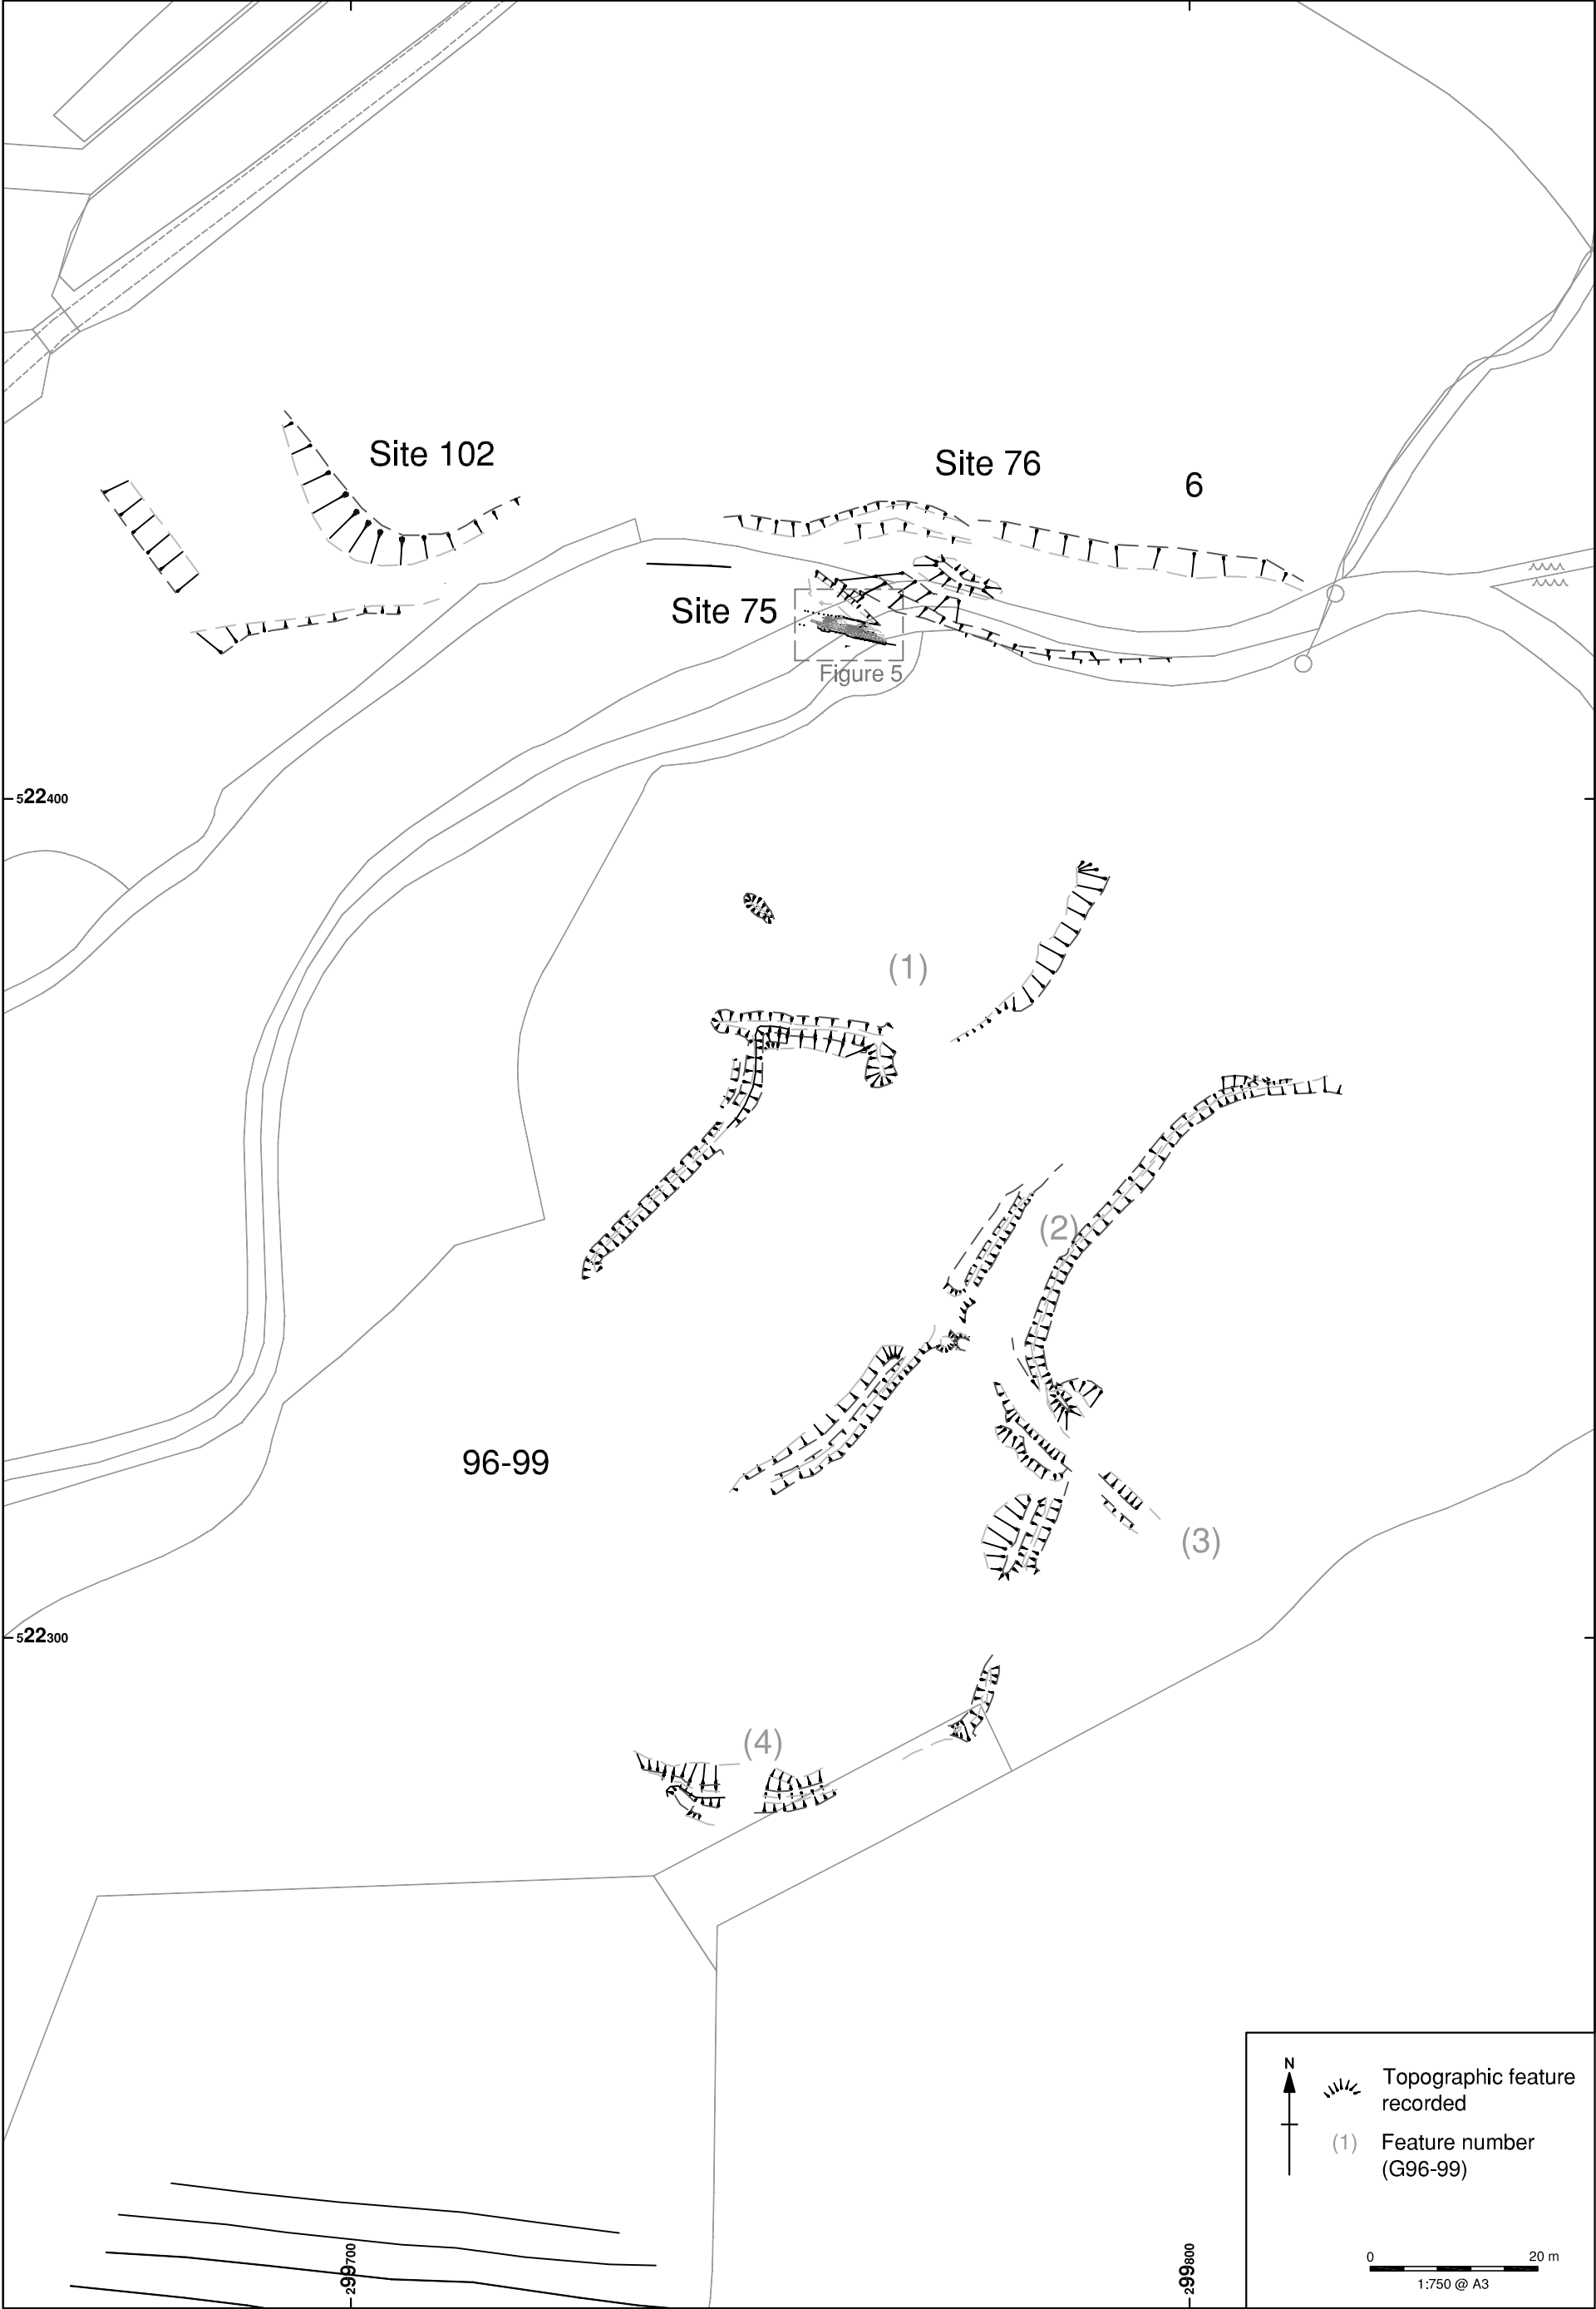 Site 102
Site 76
6
Site 75
Figure 5
522400
(1)
(2)
96-99
(3)
522300
(4)
N
Topographic feature
recorded
(1)
Feature number
(G96-99)
299700
299800
0
20 m
1:750 @ A3